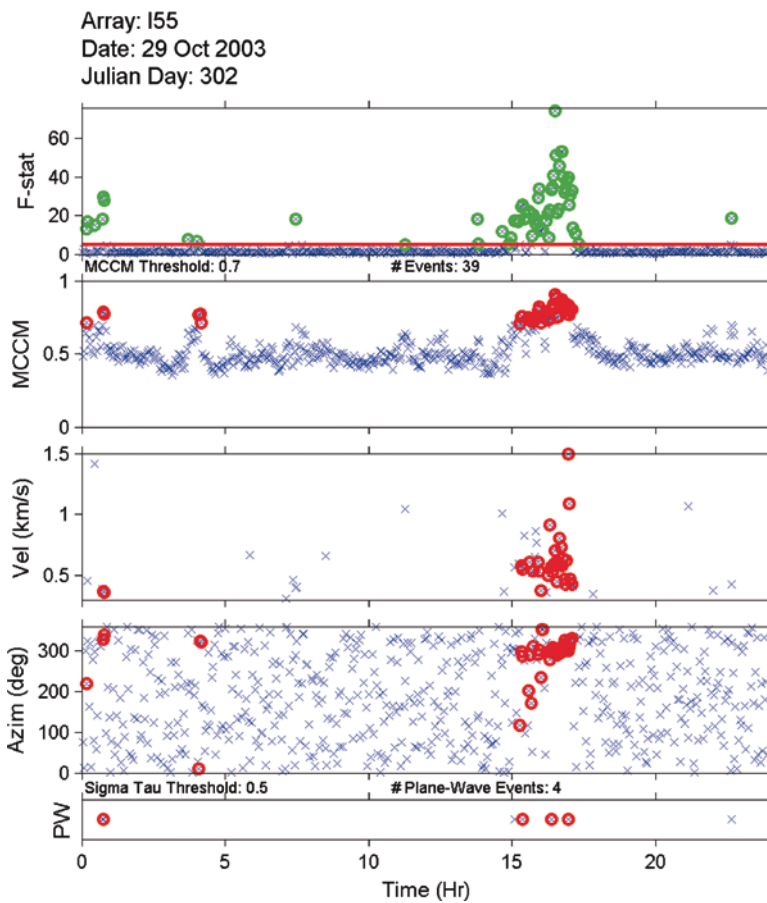 Array: I55
Date: 29 Oct 2003
Julian Day: 302
F-stat
60
40
20
0
MCCM Threshold: 0.7 # Events: 39
MCCM
1
0.5
0
Vel (km/s)
1.5
1
0.5
Azim (deg)
300
200
100
0
Sigma Tau Threshold: 0.5 # Plane-Wave Events: 4
PW
0 5 10 15 20
Time (Hr)